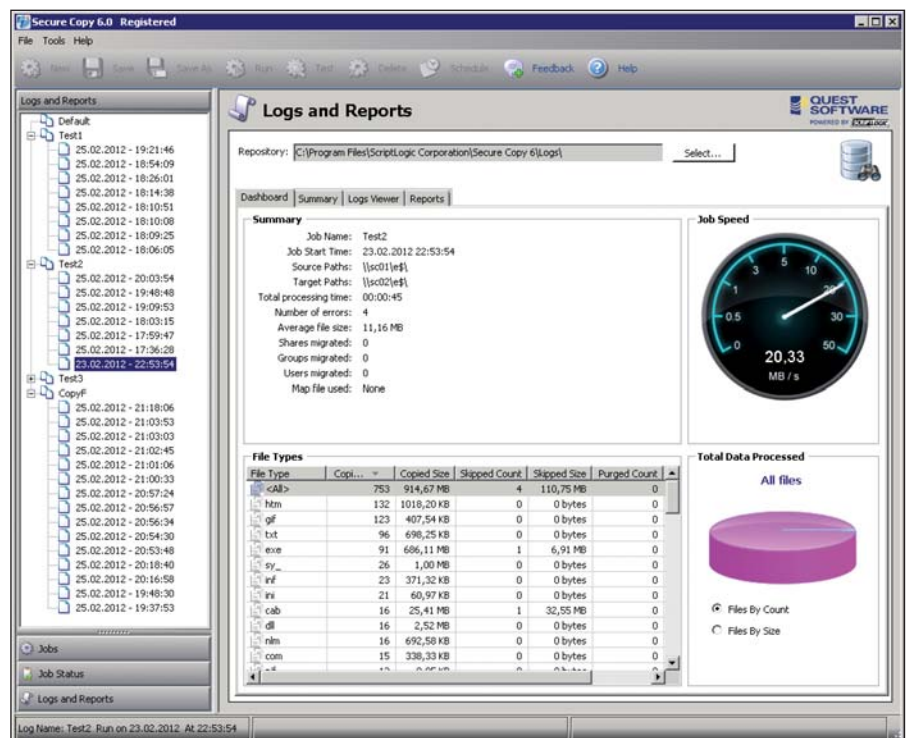 Secure Copy 6.0 Registered
File Tools Help
New Save Save As Run Test Delete Schedule Feedback Help
Logs and Reports
Default
Test1
25.02.2012 - 19:21:46
25.02.2012 - 18:54:09
25.02.2012 - 18:26:01
25.02.2012 - 18:14:38
25.02.2012 - 18:10:51
25.02.2012 - 18:10:08
25.02.2012 - 18:09:25
25.02.2012 - 18:06:05
Test2
25.02.2012 - 20:03:54
25.02.2012 - 19:48:48
25.02.2012 - 19:09:53
25.02.2012 - 18:03:15
25.02.2012 - 17:59:47
25.02.2012 - 17:36:28
23.02.2012 - 22:53:54
Test3
CopyF
25.02.2012 - 21:18:06
25.02.2012 - 21:03:53
25.02.2012 - 21:03:03
25.02.2012 - 21:02:45
25.02.2012 - 21:01:06
25.02.2012 - 21:00:33
25.02.2012 - 20:57:24
25.02.2012 - 20:56:57
25.02.2012 - 20:56:34
25.02.2012 - 20:54:30
25.02.2012 - 20:53:48
25.02.2012 - 20:18:40
25.02.2012 - 20:16:58
25.02.2012 - 19:48:30
25.02.2012 - 19:37:53
Jobs
Job Status
Logs and Reports
Logs and Reports
QUEST SOFTWARE
POWERED BY ScriptLogic
Repository: C:\Program Files\ScriptLogic Corporation\Secure Copy 6\Logs\ Select...
Dashboard Summary Logs Viewer Reports
Summary
Job Name: Test2
Job Start Time: 23.02.2012 22:53:54
Source Paths: \\sc01\e$\
Target Paths: \\sc02\e$\
Total processing time: 00:00:45
Number of errors: 4
Average file size: 11,16 MB
Shares migrated: 0
Groups migrated: 0
Users migrated: 0
Map file used: None
Job Speed
0 0.5 1 3 5 10 20 30 50
20,33
MB / s
File Types
File Type Copi... Copied Size Skipped Count Skipped Size Purged Count
<All> 753 914,67 MB 4 110,75 MB 0
htm 132 1018,20 KB 0 0 bytes 0
gif 123 407,54 KB 0 0 bytes 0
txt 96 698,25 KB 0 0 bytes 0
exe 91 686,11 MB 1 6,91 MB 0
sy_ 26 1,00 MB 0 0 bytes 0
inf 23 371,32 KB 0 0 bytes 0
ini 21 60,97 KB 0 0 bytes 0
cab 16 25,41 MB 1 32,55 MB 0
dll 16 2,52 MB 0 0 bytes 0
nlm 16 692,58 KB 0 0 bytes 0
com 15 338,33 KB 0 0 bytes 0
Total Data Processed
All files
Files By Count
Files By Size
Log Name: Test2 Run on 23.02.2012 At 22:53:54